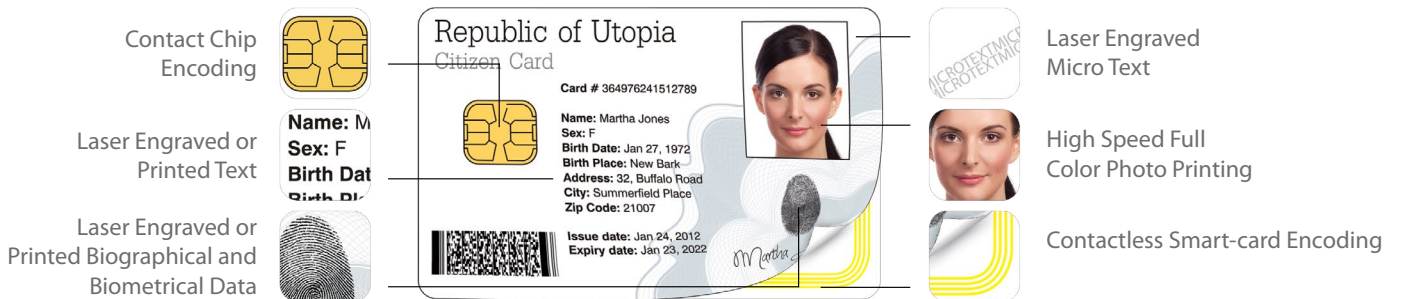 Contact Chip
Encoding
Laser Engraved or
Printed Text
Laser Engraved or
Printed Biographical and
Biometrical Data
Name: M
Sex: F
Birth Dat
Birth Pl
Republic of Utopia
Citizen Card
Card # 364976241512789
Name: Martha Jones
Sex: F
Birth Date: Jan 27, 1972
Birth Place: New Bark
Address: 32, Buffalo Road
City: Summerfield Place
Zip Code: 21007
Issue date: Jan 24, 2012
Expiry date: Jan 23, 2022
Martha
MICROTEXTMICR
MICROTEXTMIC
Laser Engraved
Micro Text
High Speed Full
Color Photo Printing
Contactless Smart-card Encoding